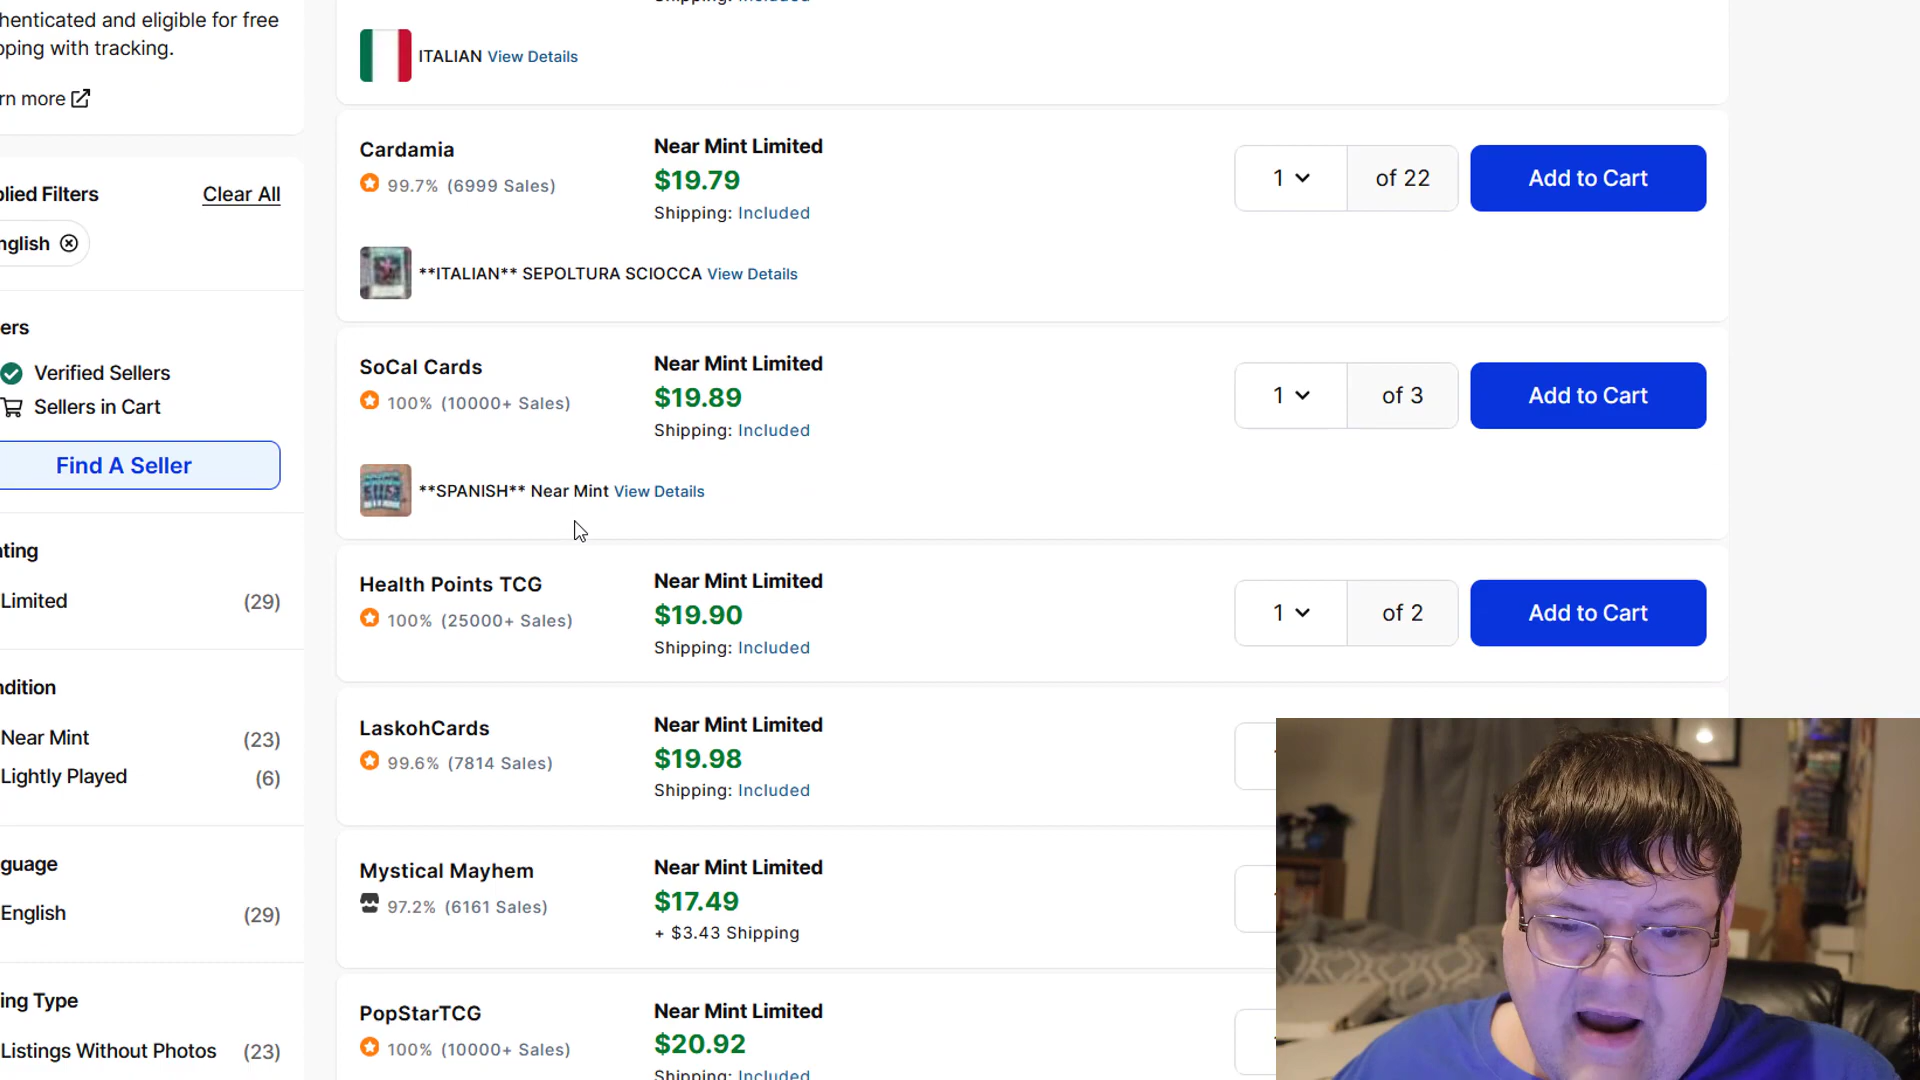 henticated and eligible for free
pping with tracking.
rn more
plied Filters
Clear All
nglish
ers
Verified Sellers
Sellers in Cart
Find A Seller
nting
Limited
(29)
ndition
Near Mint
(23)
Lightly Played
(6)
guage
English
(29)
ing Type
Listings Without Photos
(23)
Shipping: Included
ITALIAN View Details
Cardamia
99.7% (6999 Sales)
Near Mint Limited
$19.79
Shipping: Included
1
of 22
Add to Cart
**ITALIAN** SEPOLTURA SCIOCCA View Details
SoCal Cards
100% (10000+ Sales)
Near Mint Limited
$19.89
Shipping: Included
1
of 3
Add to Cart
**SPANISH** Near Mint View Details
Health Points TCG
100% (25000+ Sales)
Near Mint Limited
$19.90
Shipping: Included
1
of 2
Add to Cart
LaskohCards
99.6% (7814 Sales)
Near Mint Limited
$19.98
Shipping: Included
Mystical Mayhem
97.2% (6161 Sales)
Near Mint Limited
$17.49
+ $3.43 Shipping
PopStarTCG
100% (10000+ Sales)
Near Mint Limited
$20.92
Shipping: Included